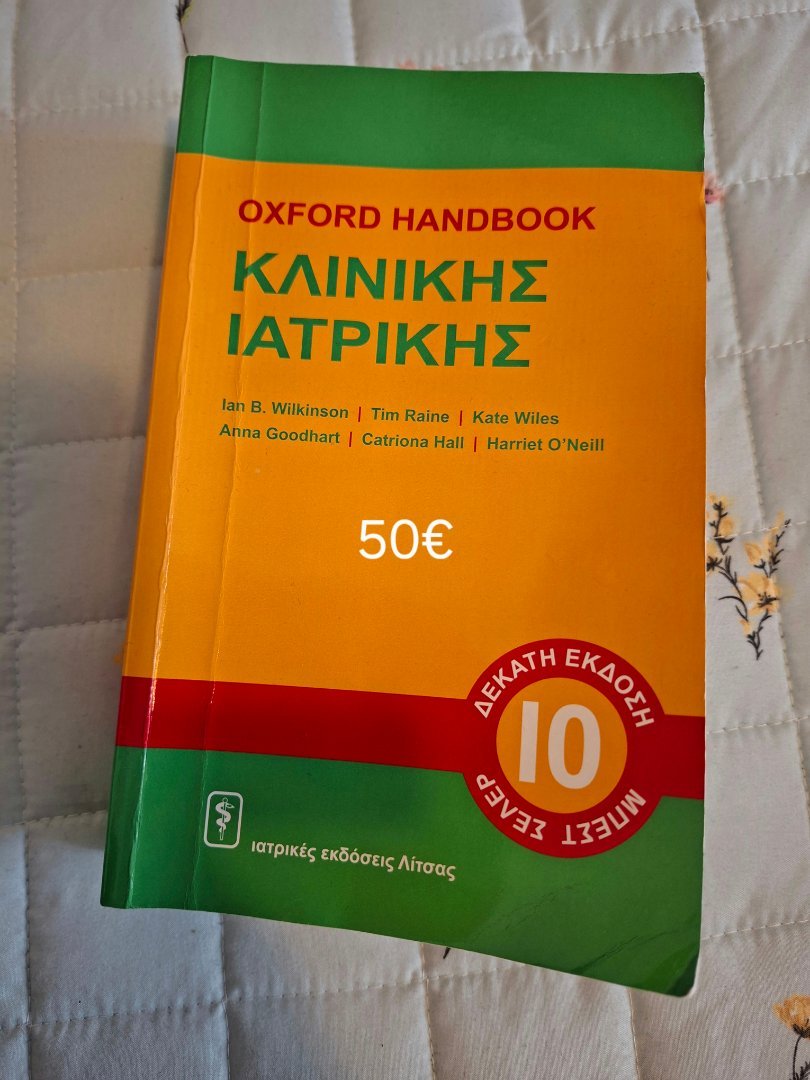 OXFORD HANDBOOK
ΚΛΙΝΙΚΗΣ
ΙΑΤΡΙΚΗΣ
Ian B. Wilkinson | Tim Raine | Kate Wiles
Anna Goodhart | Catriona Hall | Harriet O'Neill
50€
ΔΕΚΑΤΗ ΕΚΔΟΣΗ
10
ΜΠΕΣΤ ΣΕΛΕΡ
ιατρικές εκδόσεις Λίτσας